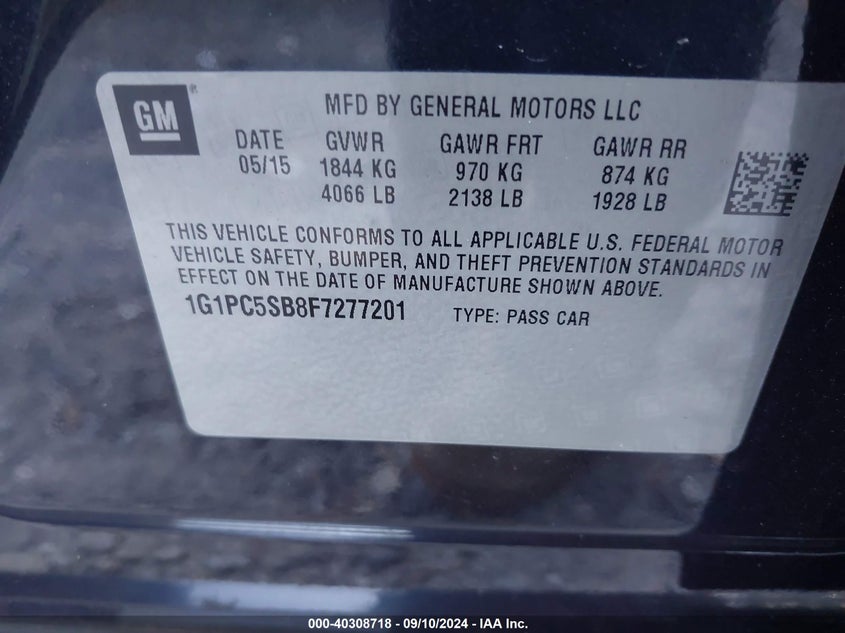 GM®
MFD BY GENERAL MOTORS LLC
DATE GVWR GAWR FRT GAWR RR
05/15 1844 KG 970 KG 874 KG
4066 LB 2138 LB 1928 LB
THIS VEHICLE CONFORMS TO ALL APPLICABLE U.S. FEDERAL MOTOR
VEHICLE SAFETY, BUMPER, AND THEFT PREVENTION STANDARDS IN
EFFECT ON THE DATE OF MANUFACTURE SHOWN ABOVE.
1G1PC5SB8F7277201 TYPE: PASS CAR
000-40308718 - 09/10/2024 - IAA Inc.